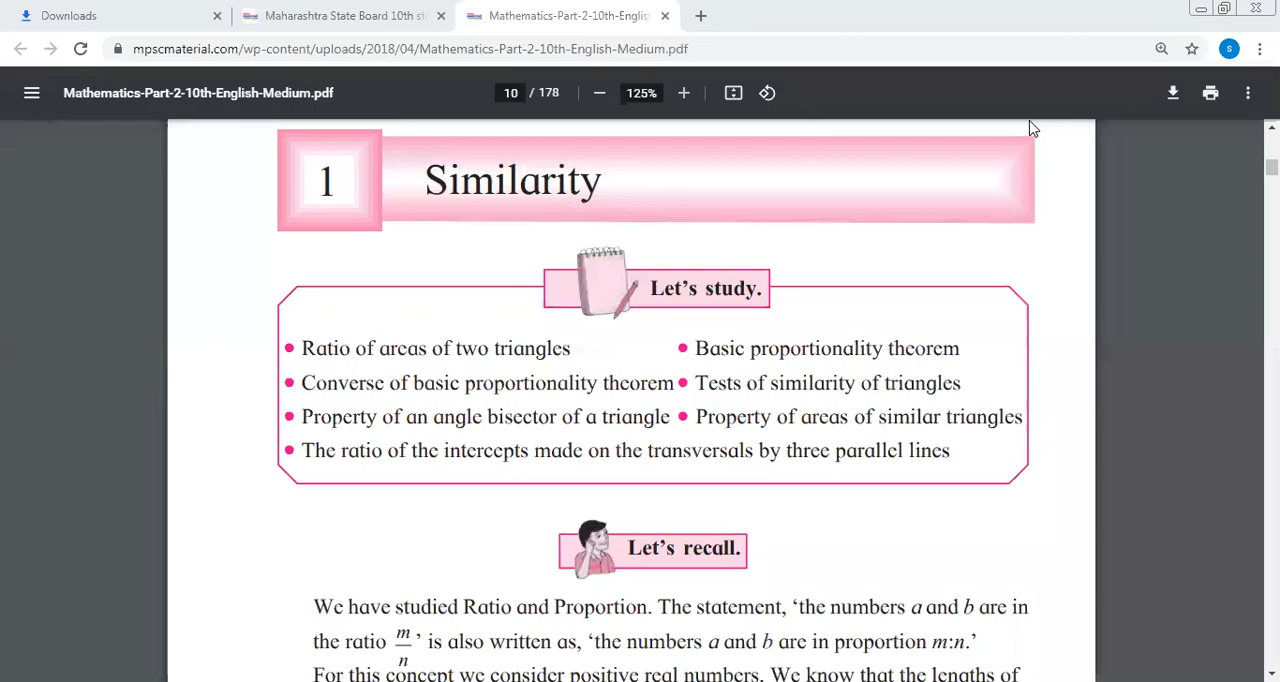 Downloads
Maharashtra State Board 10th st
Mathematics-Part-2-10th-English
mpscmaterial.com/wp-content/uploads/2018/04/Mathematics-Part-2-10th-English-Medium.pdf
S
Mathematics-Part-2-10th-English-Medium.pdf
10 / 178
125%
1
Similarity
Let's study.
• Ratio of areas of two triangles
• Basic proportionality theorem
• Converse of basic proportionality theorem
• Tests of similarity of triangles
• Property of an angle bisector of a triangle
• Property of areas of similar triangles
• The ratio of the intercepts made on the transversals by three parallel lines
Let's recall.
We have studied Ratio and Proportion. The statement, 'the numbers a and b are in
the ratio m/n' is also written as, 'the numbers a and b are in proportion m:n.'
For this concept we consider positive real numbers. We know that the lengths of